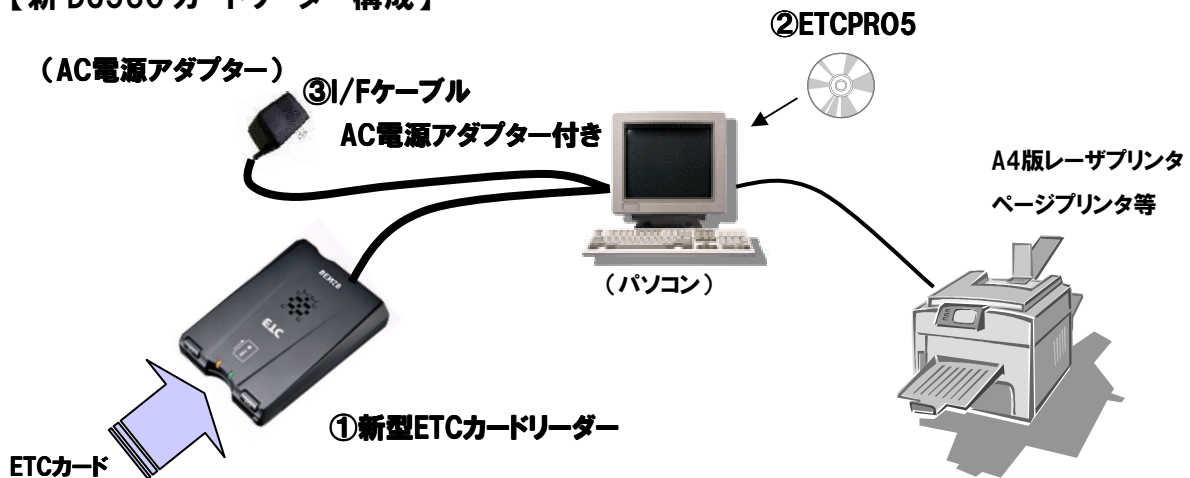 ②ETCPRO5
（AC電源アダプター）
③I/Fケーブル
AC電源アダプター付き
A4版レーザプリンタ
ページプリンタ等
（パソコン）
DENSO
ETC
①新型ETCカードリーダー
ETCカード